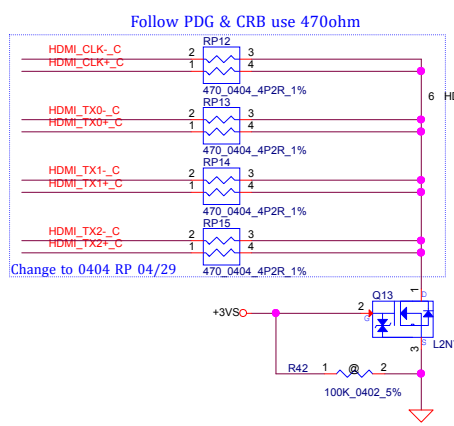 Follow PDG & CRB use 470ohm
RP12
HDMI_CLK-_C 2 3
HDMI_CLK+_C 1 4
470_0404_4P2R_1%
6 HD
RP13
HDMI_TX0-_C 2 3
HDMI_TX0+_C 1 4
470_0404_4P2R_1%
RP14
HDMI_TX1-_C 2 3
HDMI_TX1+_C 1 4
470_0404_4P2R_1%
RP15
HDMI_TX2-_C 2 3
HDMI_TX2+_C 1 4
Change to 0404 RP 04/29
470_0404_4P2R_1%
Q13 1 D
+3VS 2 G
3 S L2N
R42 1 @ 2
100K_0402_5%